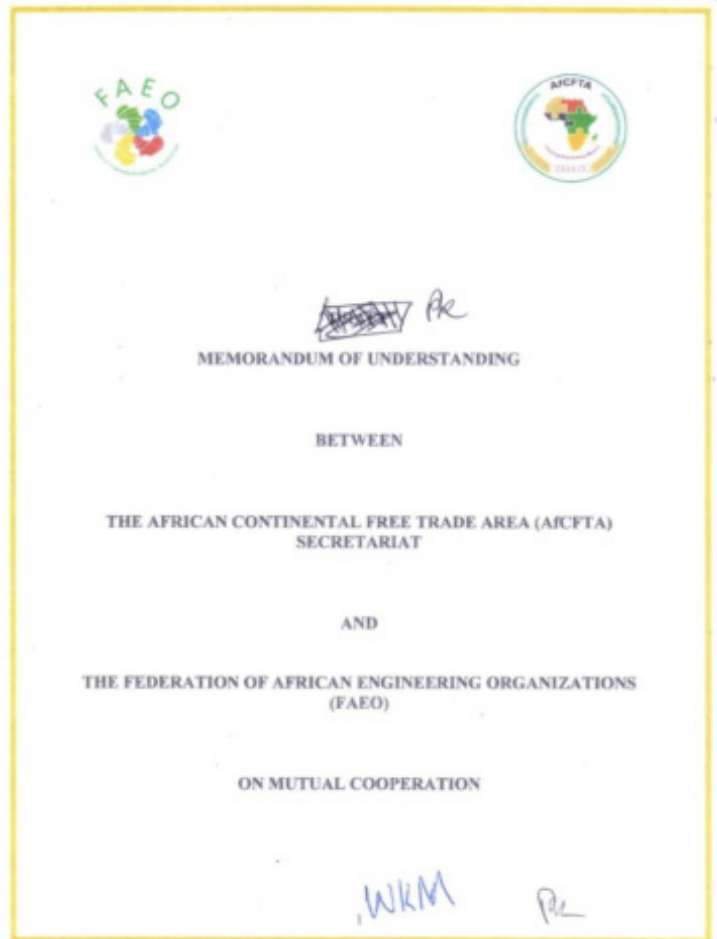 FAEO
AfCFTA
MEMORANDUM OF UNDERSTANDING
BETWEEN
THE AFRICAN CONTINENTAL FREE TRADE AREA (AfCFTA)
SECRETARIAT
AND
THE FEDERATION OF AFRICAN ENGINEERING ORGANIZATIONS
(FAEO)
ON MUTUAL COOPERATION
WKM